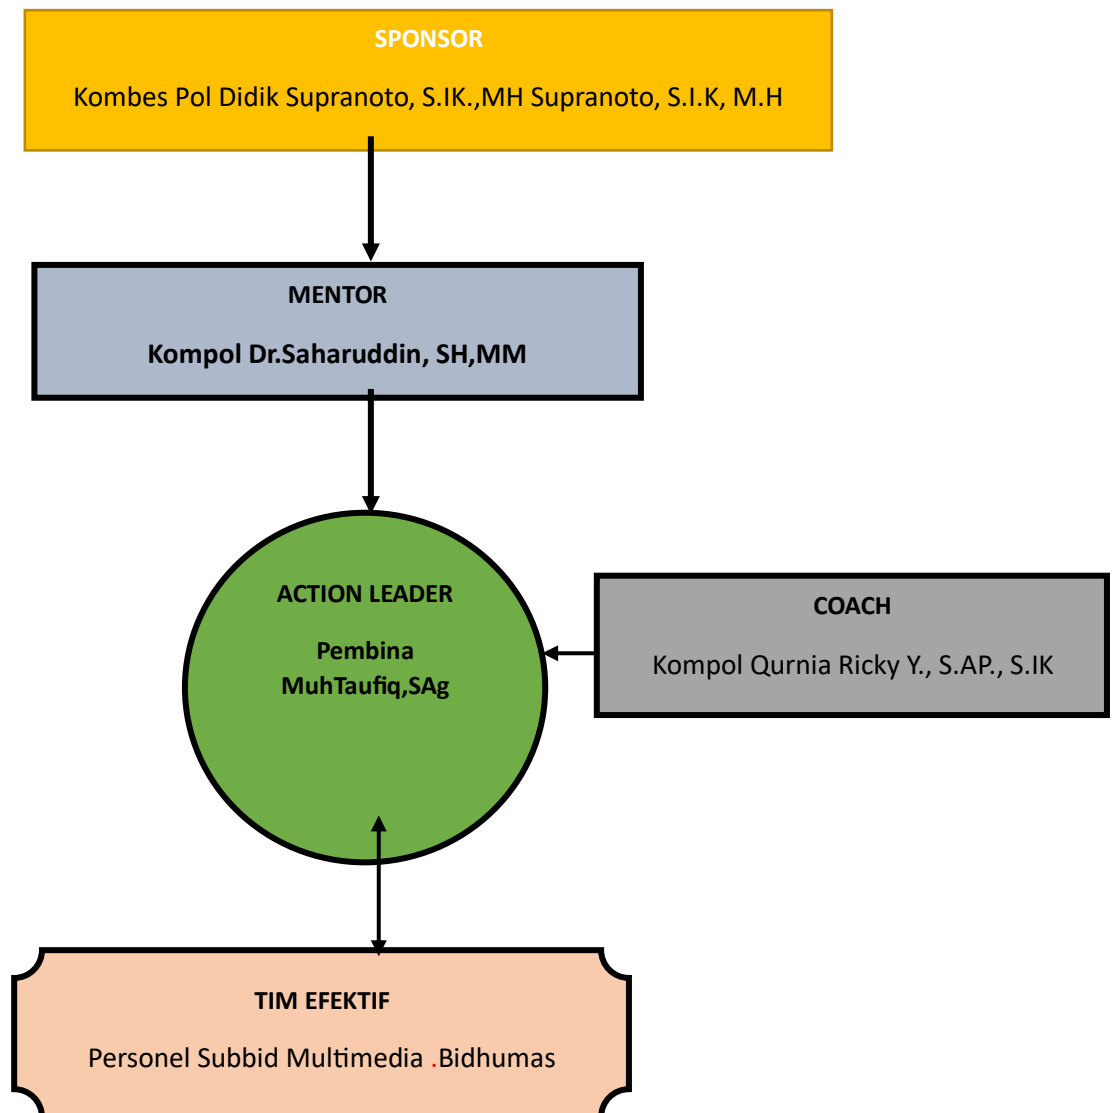 SPONSOR
Kombes Pol Didik Supranoto, S.IK.,MH Supranoto, S.I.K, M.H
MENTOR
Kompol Dr.Saharuddin, SH,MM
ACTION LEADER
Pembina
MuhTaufiq,SAg
COACH
Kompol Qurnia Ricky Y., S.AP., S.IK
TIM EFEKTIF
Personel Subbid Multimedia .Bidhumas